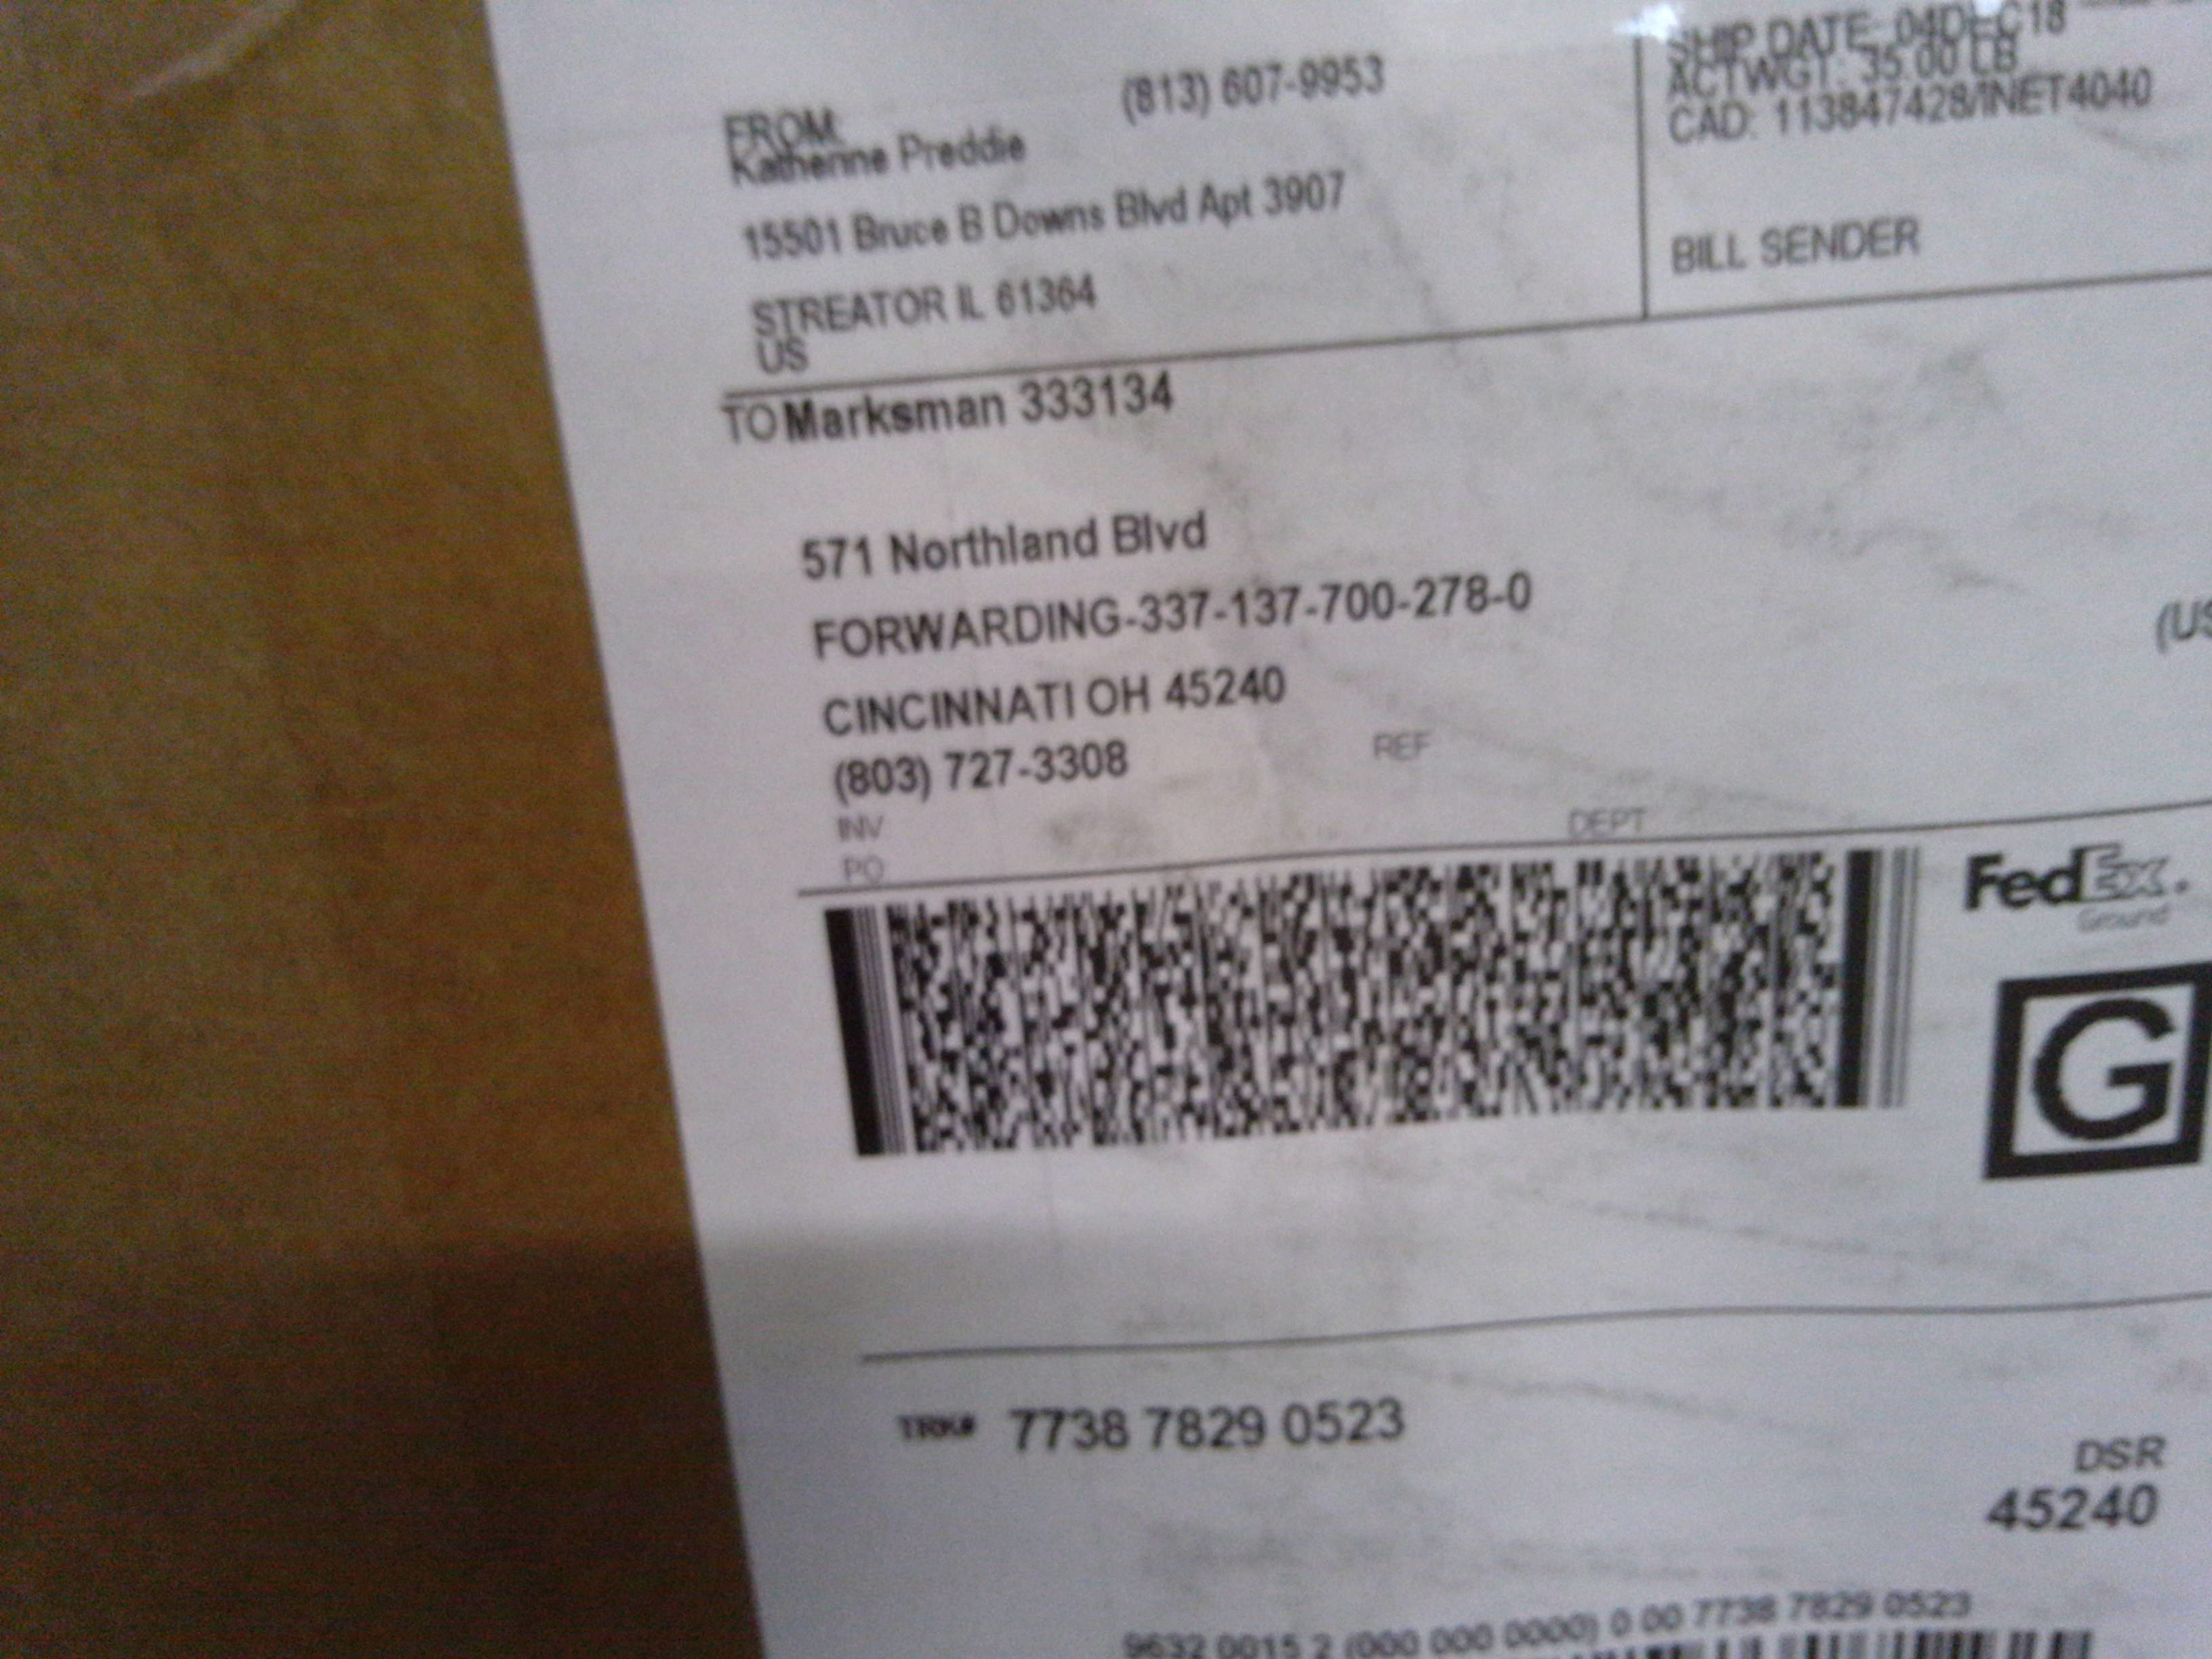 FROM: (813) 607-9953
Katherine Preddie
15501 Bruce B Downs Blvd Apt 3907
STREATOR IL 61364
US
SHIP DATE: 04DEC18
ACTWGT: 35.00 LB
CAD: 113847428/INET4040
BILL SENDER
TO Marksman 333134
571 Northland Blvd
FORWARDING-337-137-700-278-0
CINCINNATI OH 45240
(US
(803) 727-3308 REF
INV
PO DEPT
FedEx.
Ground
G
TRK# 7738 7829 0523
DSR
45240
9632 0015 2 (000 000 0000) 0 00 7738 7829 0523